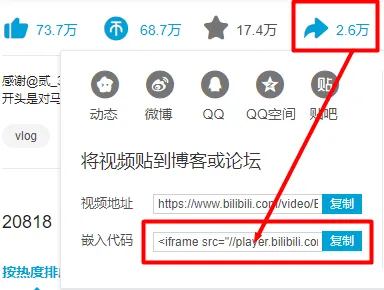 73.7万 68.7万 17.4万 2.6万
感谢@贰_3
开头是对马
动态 微博 QQ QQ空间 贴吧
vlog
将视频贴到博客或论坛
视频地址 https://www.bilibili.com/video/B 复制
20818
嵌入代码 <iframe src="//player.bilibili.co 复制
按热度排